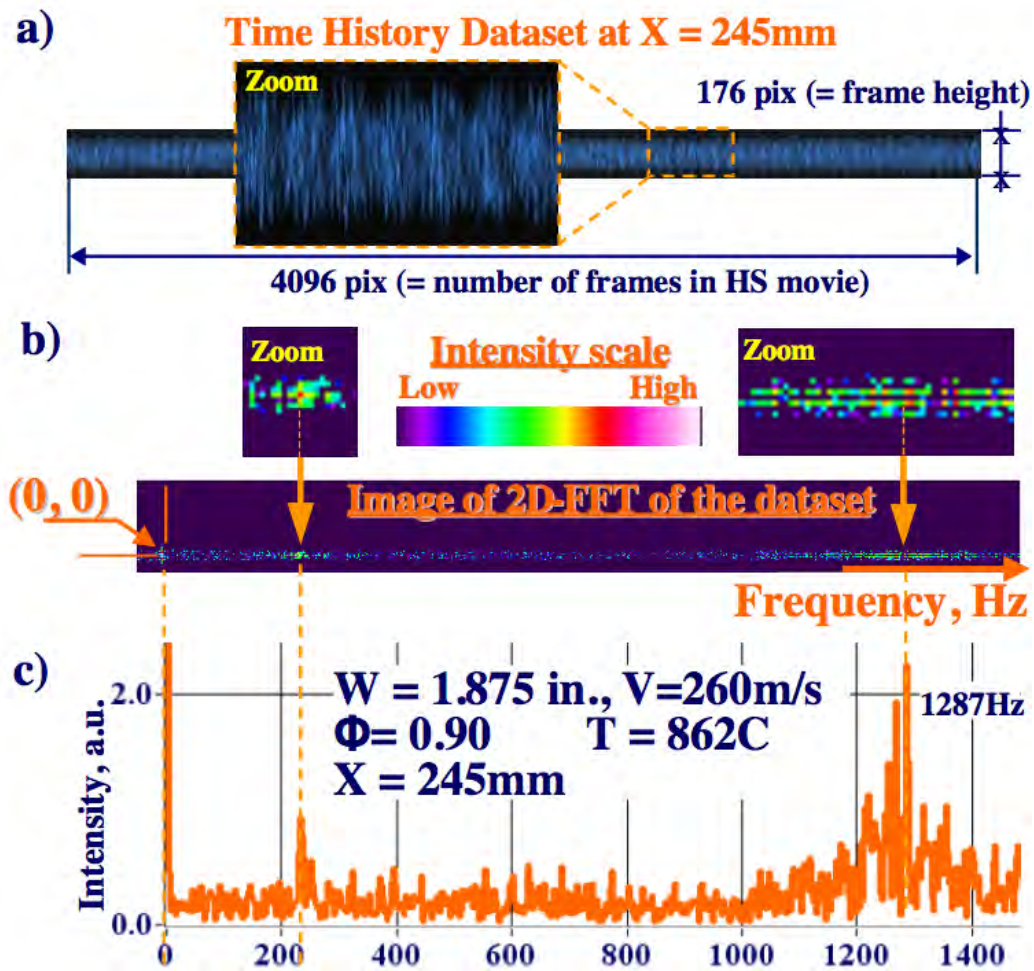 a)
Time History Dataset at X = 245mm
Zoom
176 pix (= frame height)
X
X
4096 pix (= number of frames in HS movie)
b)
Zoom
Intensity scale
Low
High
Zoom
(0, 0)
Image of 2D-FFT of the dataset
Frequency, Hz
c)
Intensity, a.u.
2.0
0.0
W = 1.875 in., V=260m/s
Φ= 0.90 T = 862C
X = 245mm
1287Hz
0 200 400 600 800 1000 1200 1400